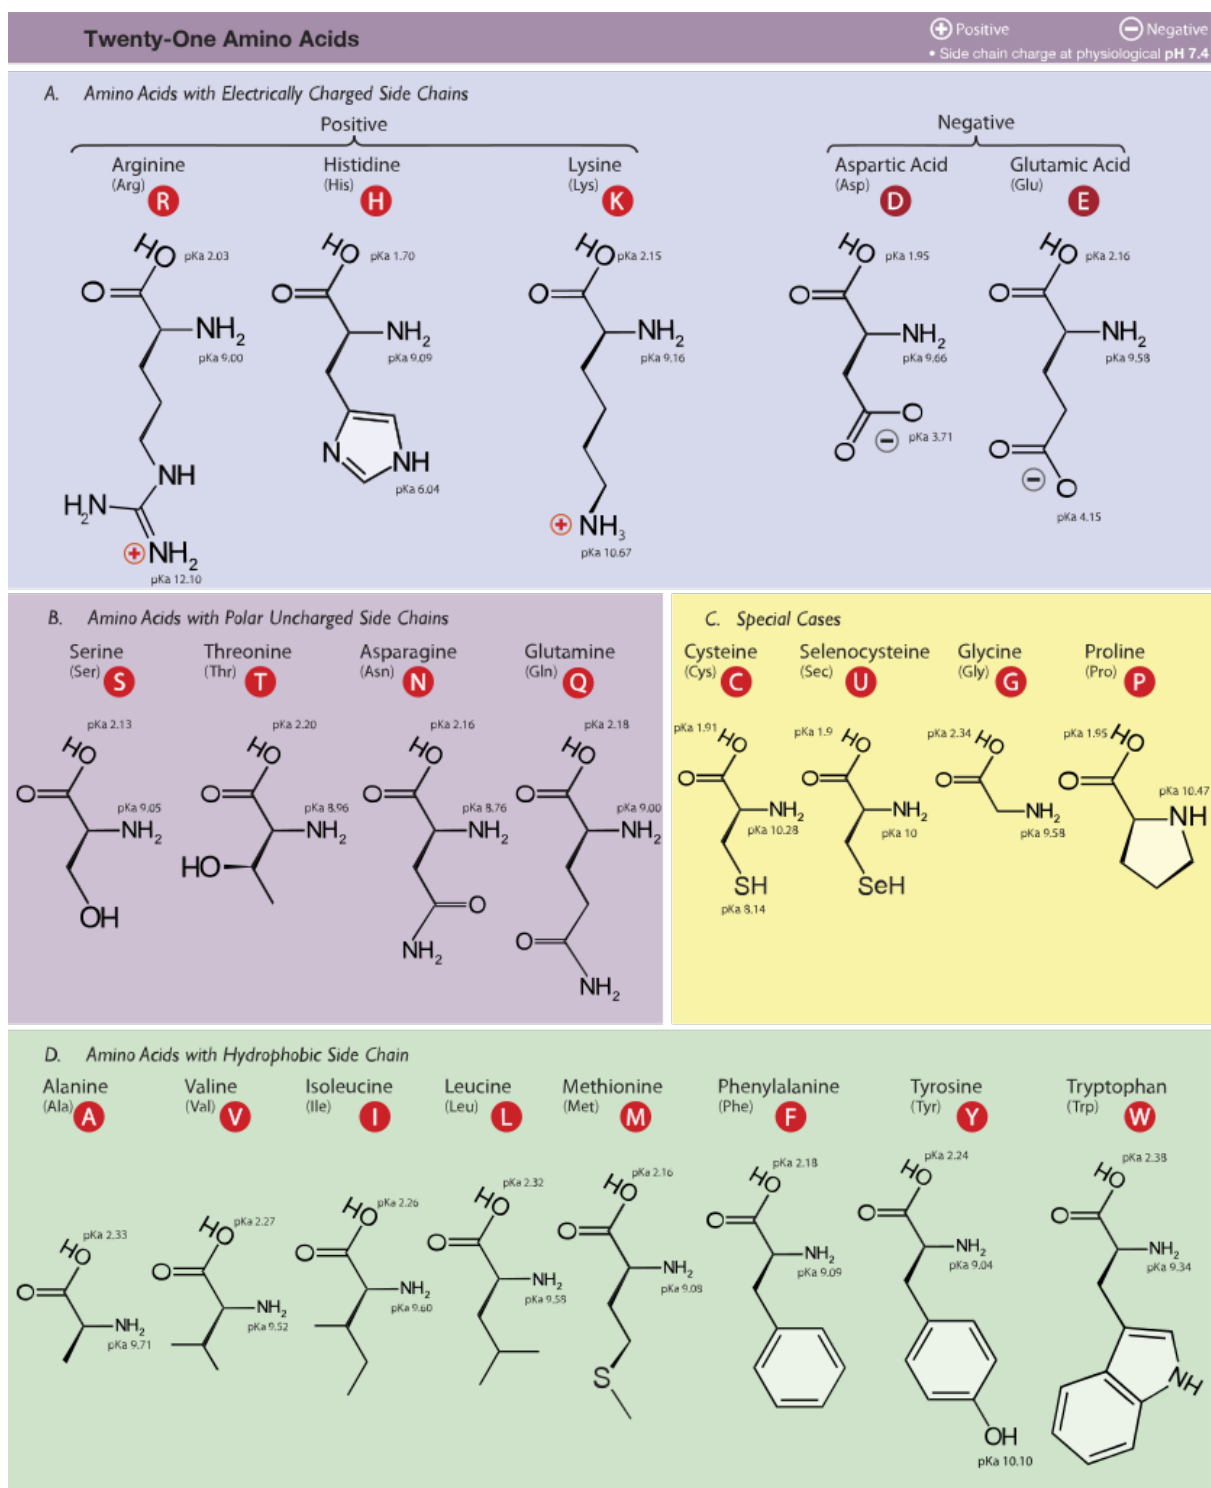 Twenty-One Amino Acids
+ Positive − Negative
• Side chain charge at physiological pH 7.4
A. Amino Acids with Electrically Charged Side Chains
Positive
Negative
Arginine
(Arg) R
Histidine
(His) H
Lysine
(Lys) K
Aspartic Acid
(Asp) D
Glutamic Acid
(Glu) E
HO pKa 2.03
O
NH2
pKa 9.00
NH
H2N
+ NH2
pKa 12.10
HO pKa 1.70
O
NH2
pKa 9.09
N
NH
pKa 6.04
HO pKa 2.15
O
NH2
pKa 9.16
+ NH3
pKa 10.67
HO pKa 1.95
O
NH2
pKa 9.66
O
− pKa 3.71
O
HO pKa 2.16
O
NH2
pKa 9.58
O
− O
pKa 4.15
B. Amino Acids with Polar Uncharged Side Chains
Serine
(Ser) S
Threonine
(Thr) T
Asparagine
(Asn) N
Glutamine
(Gln) Q
pKa 2.13
HO
O
pKa 9.05
NH2
OH
pKa 2.20
HO
O
pKa 8.96
NH2
HO
pKa 2.16
HO
O
pKa 8.76
NH2
O
NH2
pKa 2.18
HO
O
pKa 9.00
NH2
O
NH2
C. Special Cases
Cysteine
(Cys) C
Selenocysteine
(Sec) U
Glycine
(Gly) G
Proline
(Pro) P
pKa 1.91 HO
O
NH2
pKa 10.28
SH
pKa 8.14
pKa 1.9 HO
O
NH2
pKa 10
SeH
pKa 2.34 HO
O
NH2
pKa 9.58
pKa 1.95 HO
O
pKa 10.47
NH
D. Amino Acids with Hydrophobic Side Chain
Alanine
(Ala) A
Valine
(Val) V
Isoleucine
(Ile) I
Leucine
(Leu) L
Methionine
(Met) M
Phenylalanine
(Phe) F
Tyrosine
(Tyr) Y
Tryptophan
(Trp) W
pKa 2.33
HO
O
NH2
pKa 9.71
pKa 2.27
HO
O
NH2
pKa 9.52
pKa 2.26
HO
O
NH2
pKa 9.60
pKa 2.32
HO
O
NH2
pKa 9.58
pKa 2.16
HO
O
NH2
pKa 9.08
S
pKa 2.18
HO
O
NH2
pKa 9.09
pKa 2.24
HO
O
NH2
pKa 9.04
OH
pKa 10.10
pKa 2.38
HO
O
NH2
pKa 9.34
NH